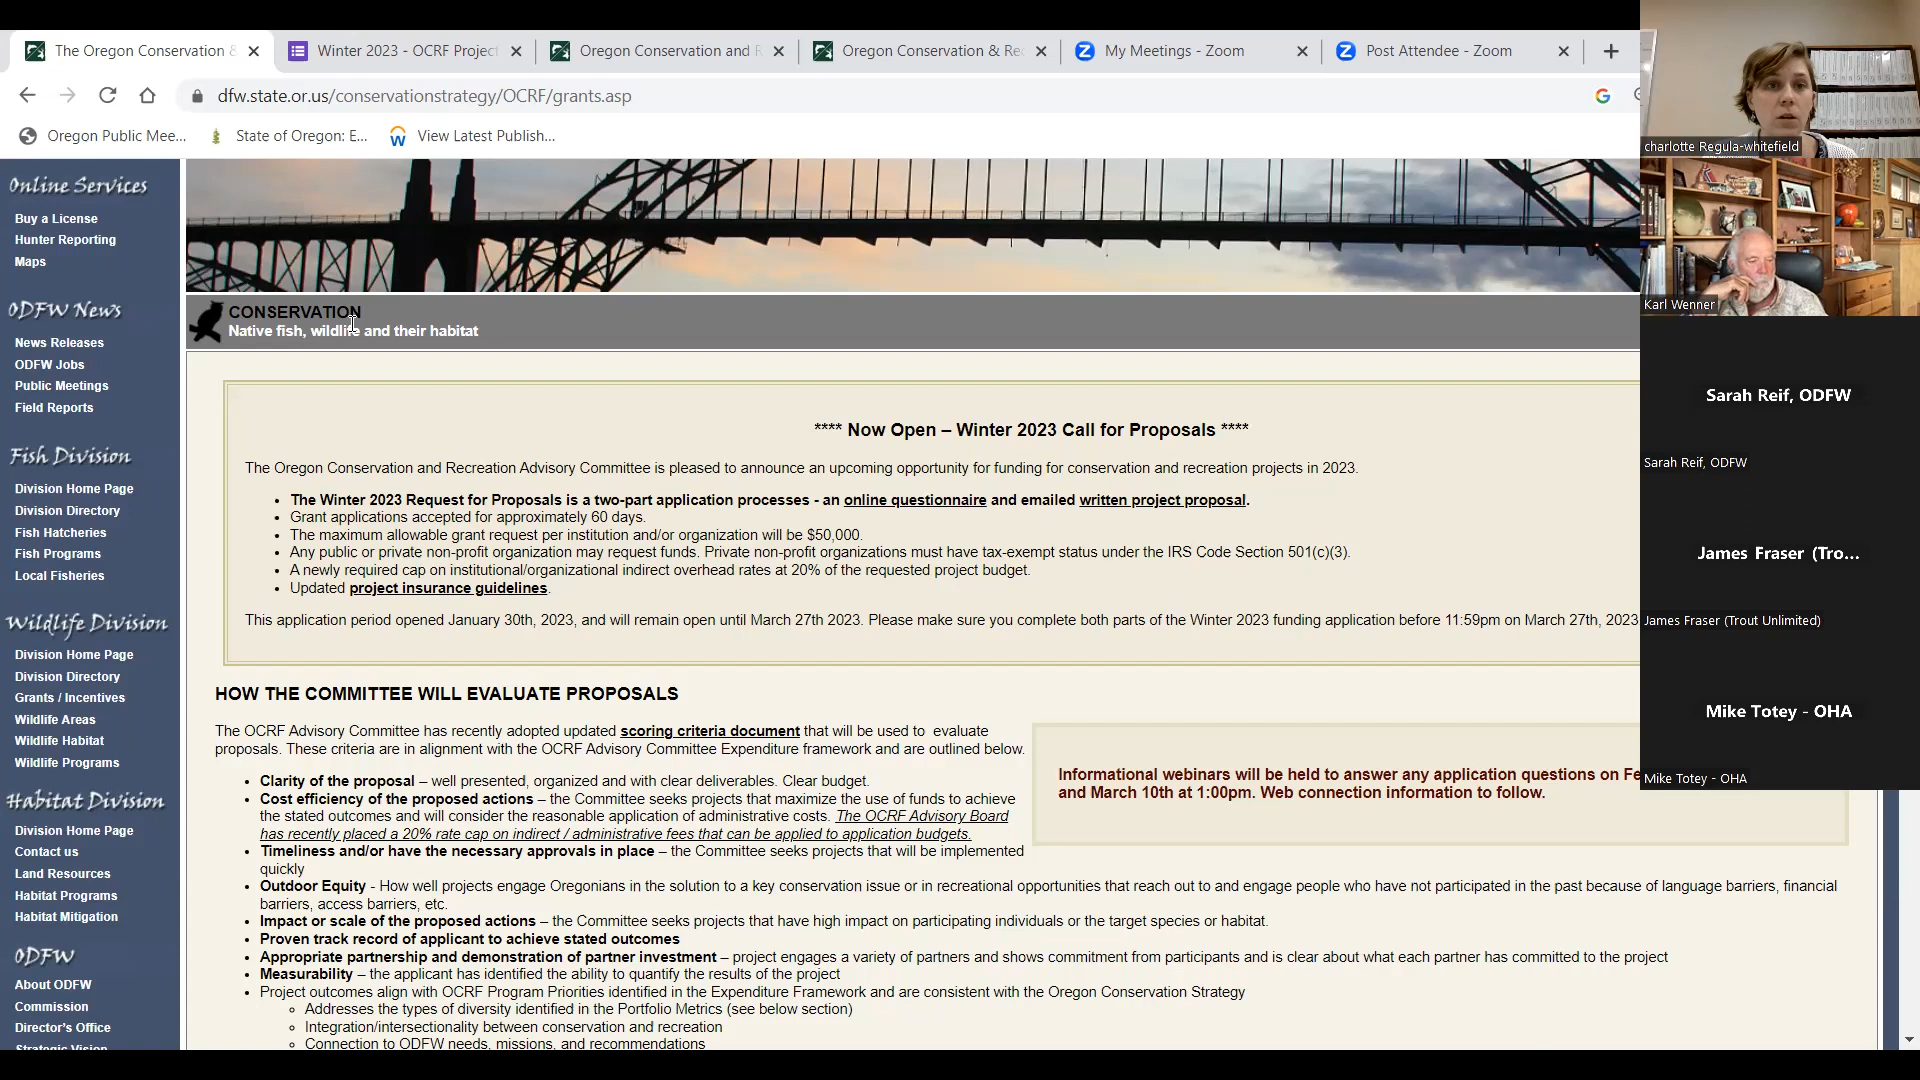 The Oregon Conservation &
Winter 2023 - OCRF Project
Oregon Conservation and R
Oregon Conservation & Re
My Meetings - Zoom
Post Attendee - Zoom
dfw.state.or.us/conservationstrategy/OCRF/grants.asp
Oregon Public Mee...
State of Oregon: E...
View Latest Publish...
Online Services
Buy a License
Hunter Reporting
Maps
ODFW News
News Releases
ODFW Jobs
Public Meetings
Field Reports
Fish Division
Division Home Page
Division Directory
Fish Hatcheries
Fish Programs
Local Fisheries
Wildlife Division
Division Home Page
Division Directory
Grants / Incentives
Wildlife Areas
Wildlife Habitat
Wildlife Programs
Habitat Division
Division Home Page
Contact us
Land Resources
Habitat Programs
Habitat Mitigation
ODFW
About ODFW
Commission
Director's Office
Strategic Vision
CONSERVATION
Native fish, wildlife and their habitat
**** Now Open – Winter 2023 Call for Proposals ****
The Oregon Conservation and Recreation Advisory Committee is pleased to announce an upcoming opportunity for funding for conservation and recreation projects in 2023.
• The Winter 2023 Request for Proposals is a two-part application processes - an online questionnaire and emailed written project proposal.
• Grant applications accepted for approximately 60 days.
• The maximum allowable grant request per institution and/or organization will be $50,000.
• Any public or private non-profit organization may request funds. Private non-profit organizations must have tax-exempt status under the IRS Code Section 501(c)(3).
• A newly required cap on institutional/organizational indirect overhead rates at 20% of the requested project budget.
• Updated project insurance guidelines.
This application period opened January 30th, 2023, and will remain open until March 27th 2023. Please make sure you complete both parts of the Winter 2023 funding application before 11:59pm on March 27th, 2023
HOW THE COMMITTEE WILL EVALUATE PROPOSALS
The OCRF Advisory Committee has recently adopted updated scoring criteria document that will be used to evaluate
proposals. These criteria are in alignment with the OCRF Advisory Committee Expenditure framework and are outlined below.
Informational webinars will be held to answer any application questions on Fe
and March 10th at 1:00pm. Web connection information to follow.
• Clarity of the proposal – well presented, organized and with clear deliverables. Clear budget.
• Cost efficiency of the proposed actions – the Committee seeks projects that maximize the use of funds to achieve
the stated outcomes and will consider the reasonable application of administrative costs. The OCRF Advisory Board
has recently placed a 20% rate cap on indirect / administrative fees that can be applied to application budgets.
• Timeliness and/or have the necessary approvals in place – the Committee seeks projects that will be implemented
quickly
• Outdoor Equity - How well projects engage Oregonians in the solution to a key conservation issue or in recreational opportunities that reach out to and engage people who have not participated in the past because of language barriers, financial
barriers, access barriers, etc.
• Impact or scale of the proposed actions – the Committee seeks projects that have high impact on participating individuals or the target species or habitat.
• Proven track record of applicant to achieve stated outcomes
• Appropriate partnership and demonstration of partner investment – project engages a variety of partners and shows commitment from participants and is clear about what each partner has committed to the project
• Measurability – the applicant has identified the ability to quantify the results of the project
• Project outcomes align with OCRF Program Priorities identified in the Expenditure Framework and are consistent with the Oregon Conservation Strategy
◦ Addresses the types of diversity identified in the Portfolio Metrics (see below section)
◦ Integration/intersectionality between conservation and recreation
◦ Connection to ODFW needs, missions, and recommendations
charlotte Regula-whitefield
Karl Wenner
Sarah Reif, ODFW
Sarah Reif, ODFW
James Fraser (Tro...
James Fraser (Trout Unlimited)
Mike Totey - OHA
Mike Totey - OHA